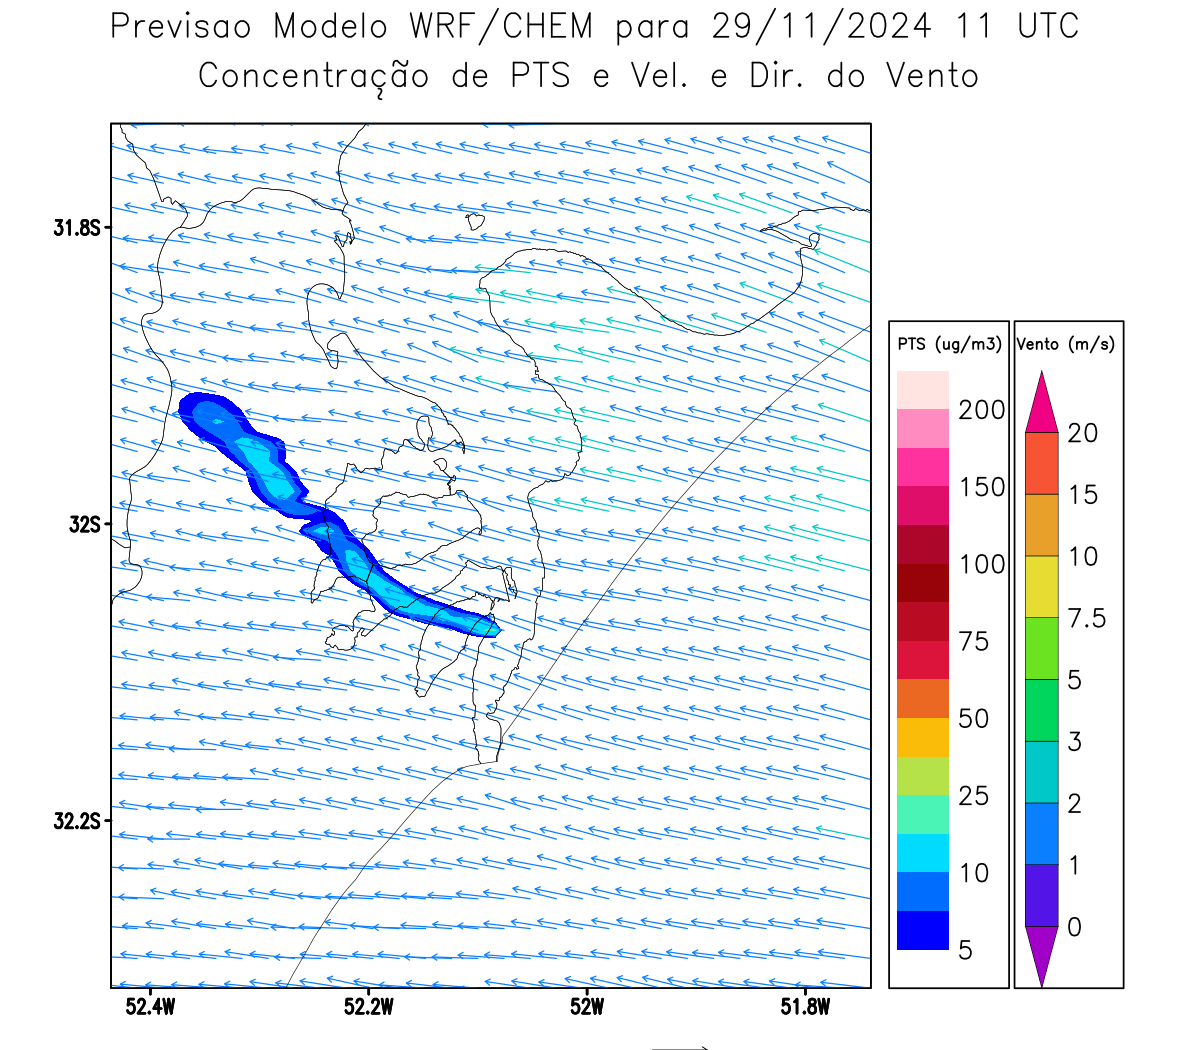 Previsao Modelo WRF/CHEM para 29/11/2024 11 UTC
Concentração de PTS e Vel. e Dir. do Vento
31.8S
32S
32.2S
52.4W
52.2W
52W
51.8W
PTS (ug/m3)
200
150
100
75
50
25
10
5
Vento (m/s)
20
15
10
7.5
5
3
2
1
0